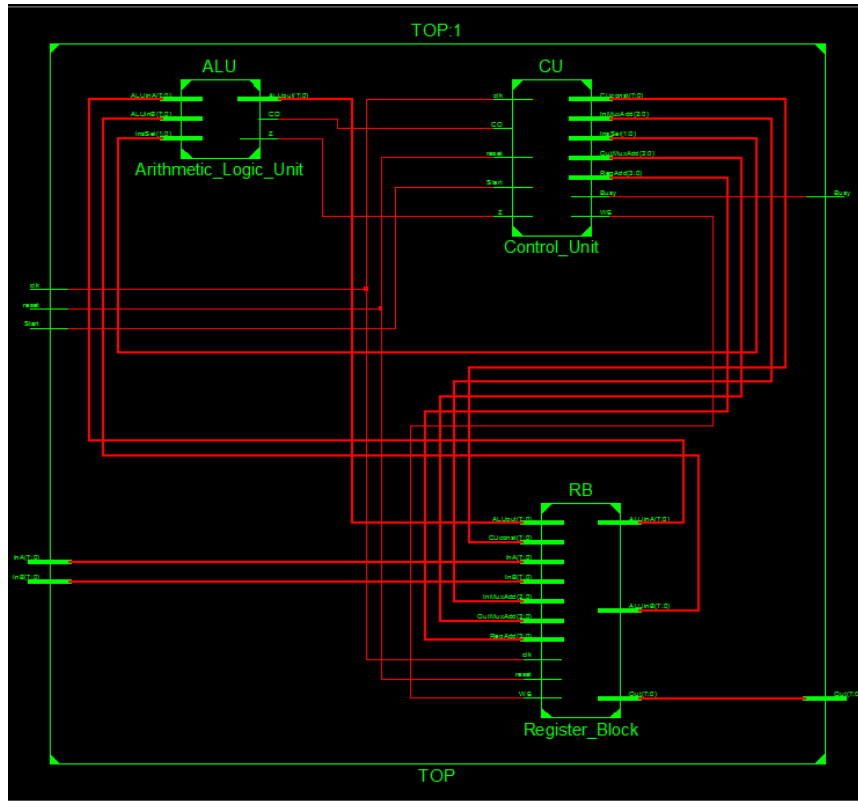 TOP:1
ALU
CU
ALUinA(7:0)
ALUout(7:0)
ALUinB(7:0)
CO
InsSel(1:0)
Z
Arithmetic_Logic_Unit
clk
CUconst(7:0)
InMuxAdd(2:0)
CO
InsSel(1:0)
reset
OutMuxAdd(3:0)
RegAdd(3:0)
Start
Busy
Z
WE
Control_Unit
Busy
clk
reset
Start
RB
ALUout(7:0)
ALUinA(7:0)
CUconst(7:0)
InA(7:0)
InA(7:0)
InB(7:0)
InB(7:0)
InMuxAdd(2:0)
ALUinB(7:0)
OutMuxAdd(3:0)
RegAdd(3:0)
clk
reset
WE
Out(7:0)
Out(7:0
Register_Block
TOP